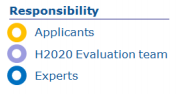 Responsibility
Applicants
H2020 Evaluation team
Experts